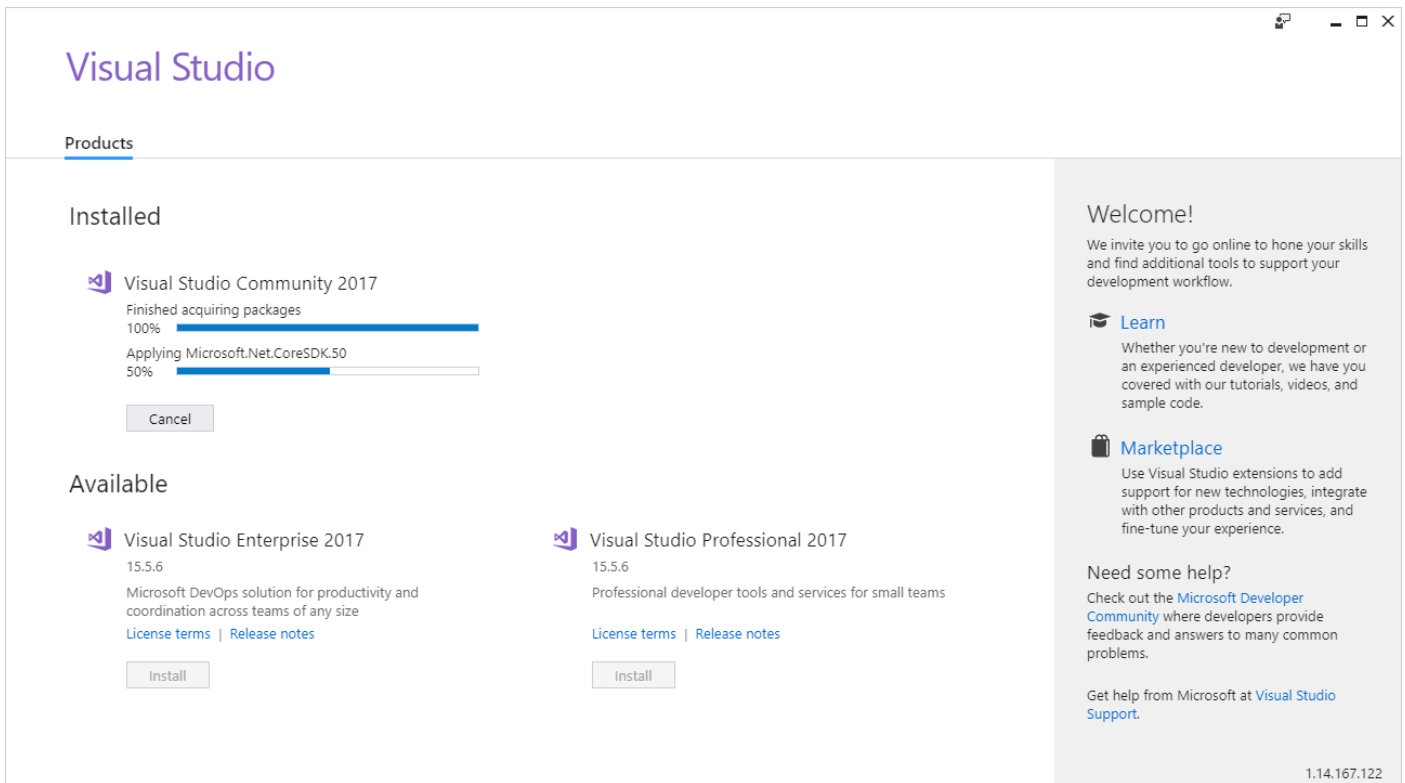 Visual Studio
Products
Installed
Visual Studio Community 2017
Finished acquiring packages
100%
Applying Microsoft.Net.CoreSDK.50
50%
Cancel
Available
Visual Studio Enterprise 2017
15.5.6
Microsoft DevOps solution for productivity and
coordination across teams of any size
License terms | Release notes
Install
Visual Studio Professional 2017
15.5.6
Professional developer tools and services for small teams
License terms | Release notes
Install
Welcome!
We invite you to go online to hone your skills
and find additional tools to support your
development workflow.
Learn
Whether you're new to development or
an experienced developer, we have you
covered with our tutorials, videos, and
sample code.
Marketplace
Use Visual Studio extensions to add
support for new technologies, integrate
with other products and services, and
fine-tune your experience.
Need some help?
Check out the Microsoft Developer
Community where developers provide
feedback and answers to many common
problems.
Get help from Microsoft at Visual Studio
Support.
1.14.167.122